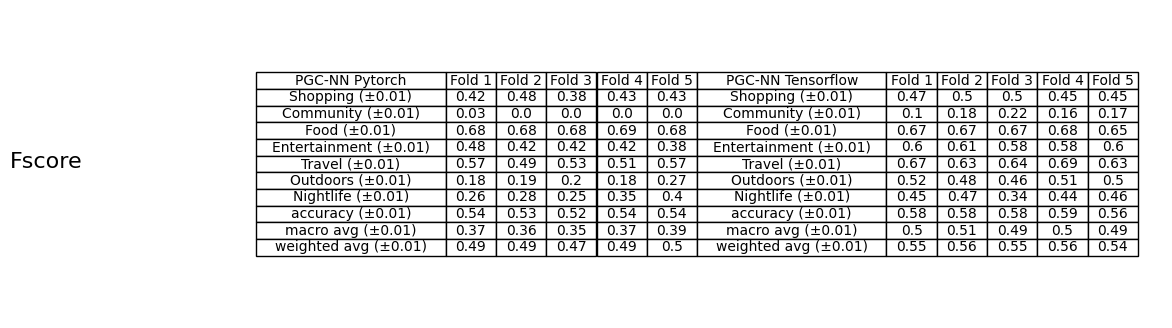 PGC-NN Pytorch Fold 1 Fold 2 Fold 3 Fold 4 Fold 5 PGC-NN Tensorflow Fold 1 Fold 2 Fold 3 Fold 4 Fold 5
Shopping (±0.01) 0.42 0.48 0.38 0.43 0.43 Shopping (±0.01) 0.47 0.5 0.5 0.45 0.45
Community (±0.01) 0.03 0.0 0.0 0.0 0.0 Community (±0.01) 0.1 0.18 0.22 0.16 0.17
Food (±0.01) 0.68 0.68 0.68 0.69 0.68 Food (±0.01) 0.67 0.67 0.67 0.68 0.65
Entertainment (±0.01) 0.48 0.42 0.42 0.42 0.38 Entertainment (±0.01) 0.6 0.61 0.58 0.58 0.6
Fscore
Travel (±0.01) 0.57 0.49 0.53 0.51 0.57 Travel (±0.01) 0.67 0.63 0.64 0.69 0.63
Outdoors (±0.01) 0.18 0.19 0.2 0.18 0.27 Outdoors (±0.01) 0.52 0.48 0.46 0.51 0.5
Nightlife (±0.01) 0.26 0.28 0.25 0.35 0.4 Nightlife (±0.01) 0.45 0.47 0.34 0.44 0.46
accuracy (±0.01) 0.54 0.53 0.52 0.54 0.54 accuracy (±0.01) 0.58 0.58 0.58 0.59 0.56
macro avg (±0.01) 0.37 0.36 0.35 0.37 0.39 macro avg (±0.01) 0.5 0.51 0.49 0.5 0.49
weighted avg (±0.01) 0.49 0.49 0.47 0.49 0.5 weighted avg (±0.01) 0.55 0.56 0.55 0.56 0.54